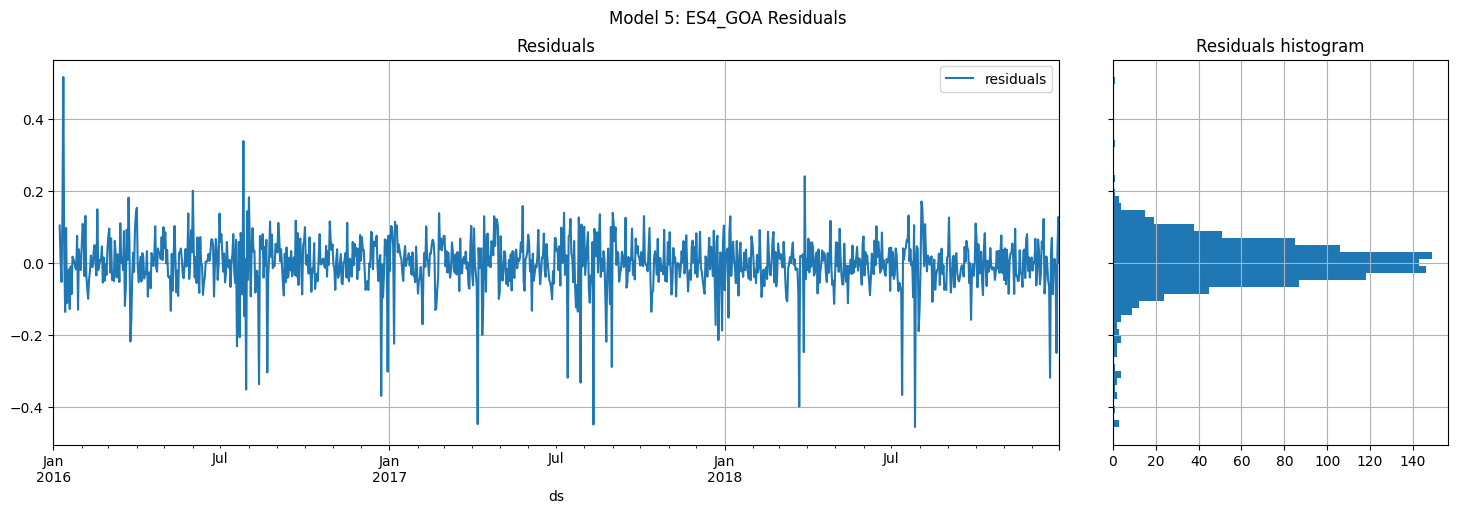 Model 5: ES4_GOA Residuals
Residuals
residuals
0.4
0.2
0.0
−0.2
−0.4
Jan
2016
Jul
Jan
2017
Jul
Jan
2018
Jul
ds
Residuals histogram
0 20 40 60 80 100 120 140